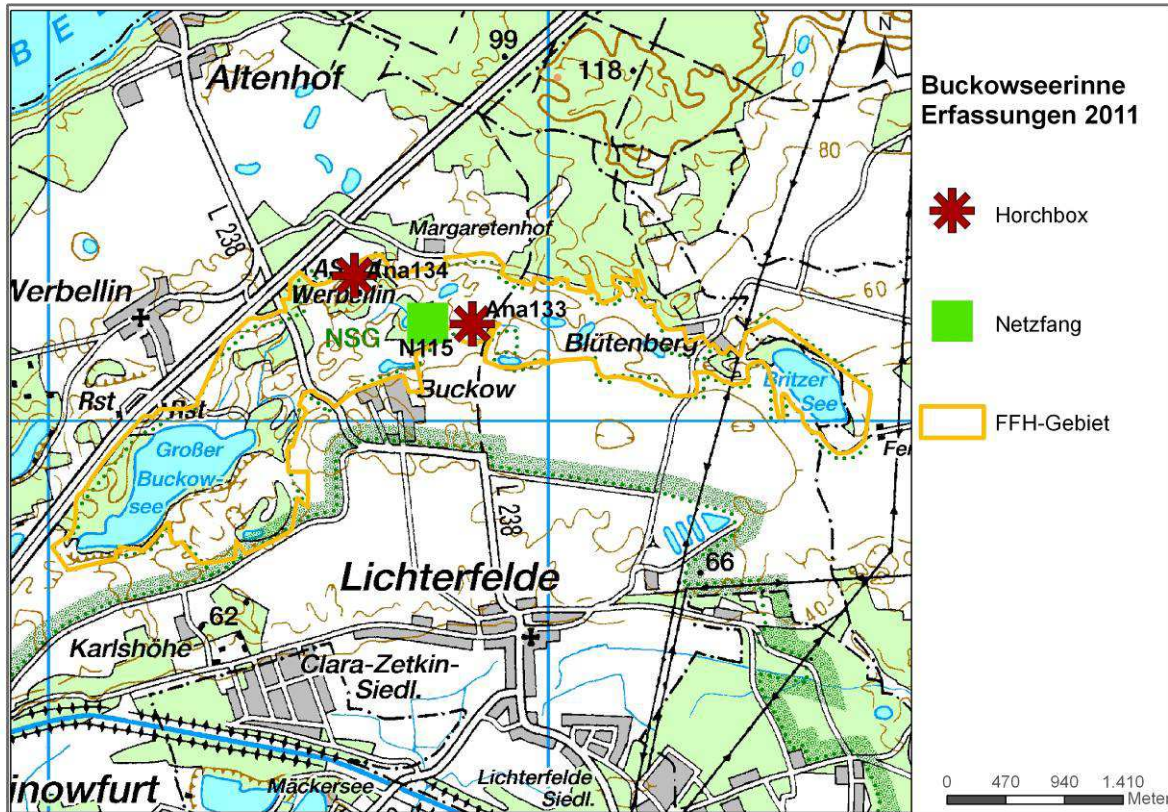 BE
Altenhof
99
118
N
80
L 238
Margaretenhof
AS
Ana134
Werbellin
Werbellin
Ana133
60
NSG
N115
Blütenberg
Buckow
Britzer
See
Rst
Rst
Großer
Buckow-
see
L 238
Lichterfelde
66
40
62
Karlshöhe
Clara-Zetkin-
Siedl.
inowfurt
Mäckersee
Lichterfelde
Siedl.
Buckowseerinne
Erfassungen 2011
Horchbox
Netzfang
FFH-Gebiet
0 470 940 1.410
Meter